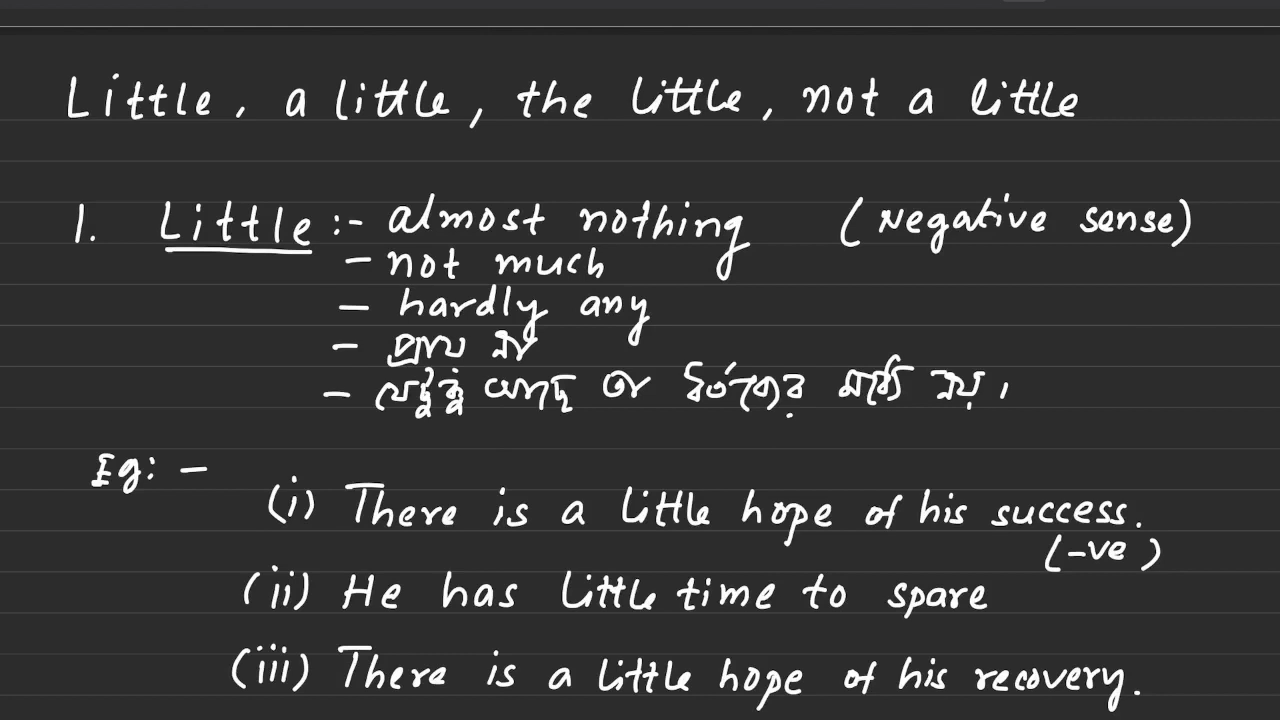 Little, a little, the little, not a little
1. Little :- almost nothing (Negative sense)
- not much
- hardly any
-
- ও
Eg: -
(i) There is a little hope of his success.
(-ve)
(ii) He has little time to spare
(iii) There is a little hope of his recovery.